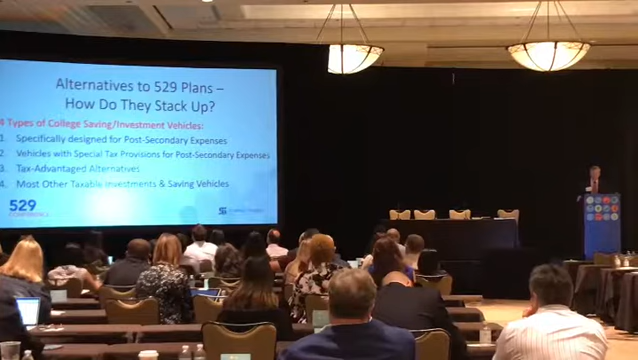 Alternatives to 529 Plans –
How Do They Stack Up?
4 Types of College Saving/Investment Vehicles:
1. Specifically designed for Post-Secondary Expenses
2. Vehicles with Special Tax Provisions for Post-Secondary Expenses
3. Tax-Advantaged Alternatives
4. Most Other Taxable Investments & Saving Vehicles
529
CONFERENCE